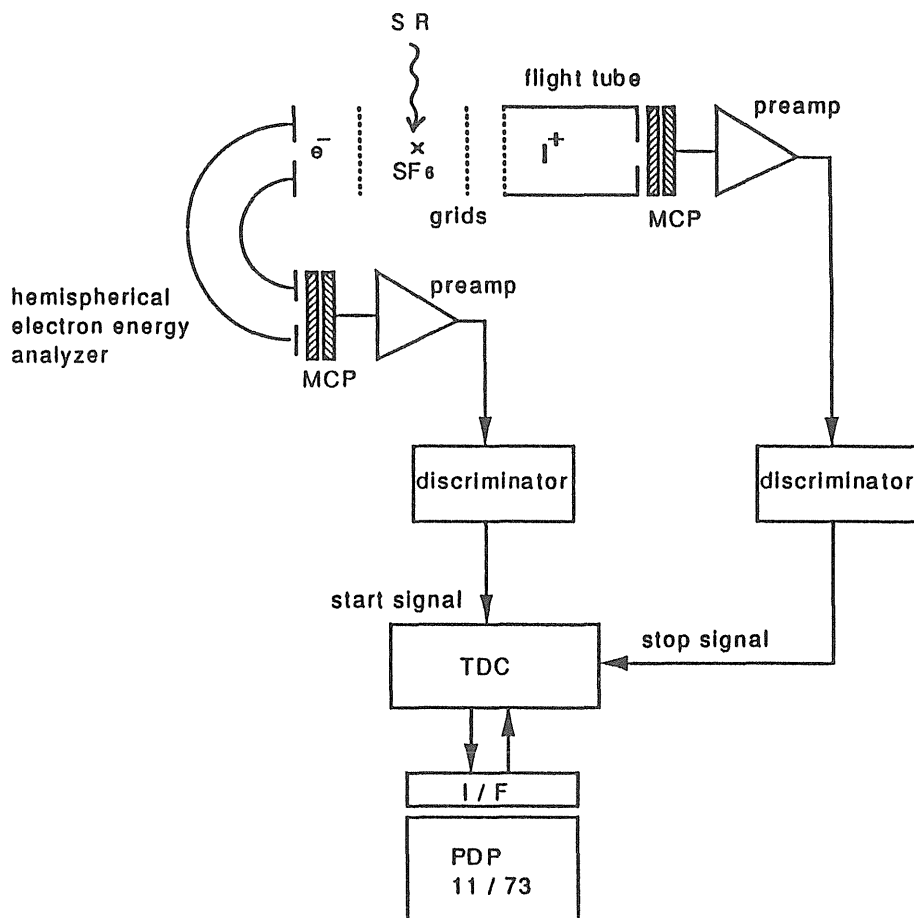 S R
flight tube
preamp
e-
SF6
I+
grids
MCP
hemispherical
electron energy
analyzer
preamp
MCP
discriminator
discriminator
start signal
stop signal
TDC
I / F
PDP
11 / 73